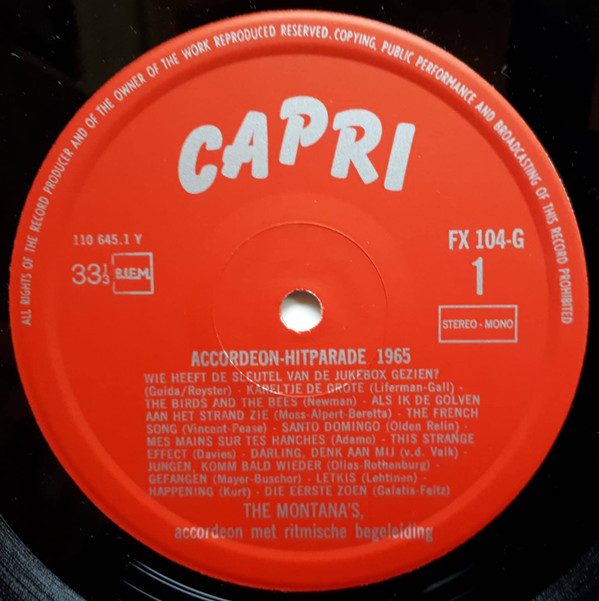 ALL RIGHTS OF THE RECORD PRODUCER AND OF THE OWNER OF THE WORK REPRODUCED RESERVED. COPYING, PUBLIC PERFORMANCE AND BROADCASTING OF THIS RECORD PROHIBITED
CAPRI
110 645.1 Y
FX 104-G
33⅓ B.I.E.M.
1
STEREO - MONO
ACCORDEON-HITPARADE 1965
WIE HEEFT DE SLEUTEL VAN DE JUKEBOX GEZIEN?
(Guida/Royster) - KARELTJE DE GROTE (Liferman-Gall) -
THE BIRDS AND THE BEES (Newman) - ALS IK DE GOLVEN
AAN HET STRAND ZIE (Moss-Alpert-Beretta) - THE FRENCH
SONG (Vincent-Pease) - SANTO DOMINGO (Olden Relin) -
MES MAINS SUR TES HANCHES (Adamo) - THIS STRANGE
EFFECT (Davies) - DARLING, DENK AAN MIJ (v.d. Valk) -
JUNGEN, KOMM BALD WIEDER (Olias-Rothenburg) -
GEFANGEN (Mayer-Buschor) - LETKIS (Lehtinen) -
HAPPENING (Kurt) - DIE EERSTE ZOEN (Galatis-Faltz)
THE MONTANA'S,
accordeon met ritmische begeleiding